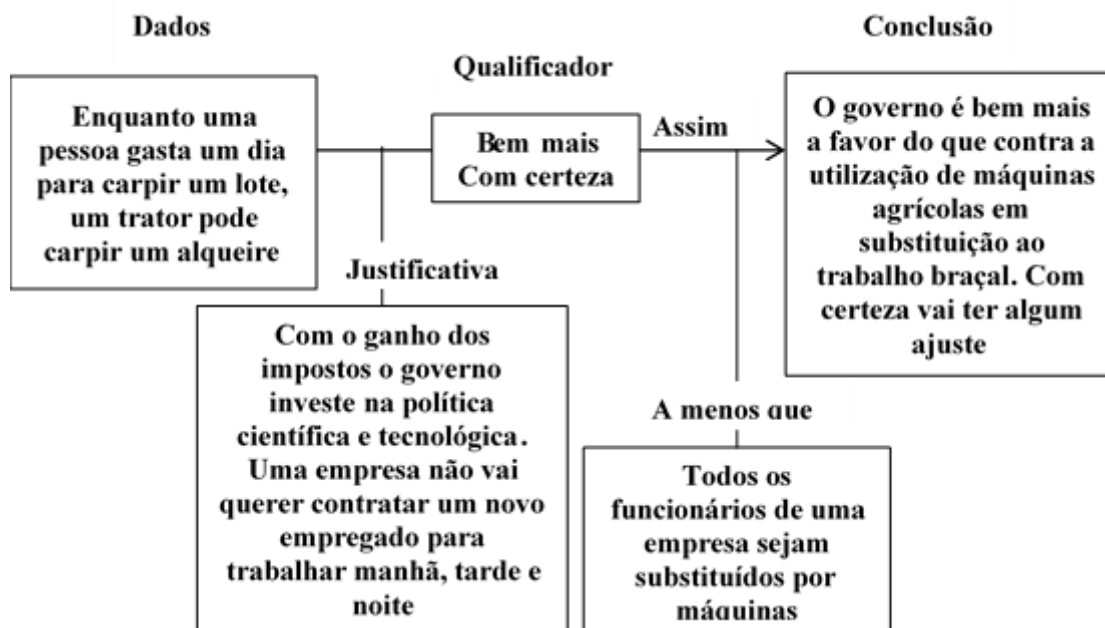 Dados
Conclusão
Qualificador
Enquanto uma
pessoa gasta um dia
para carpir um lote,
um trator pode
carpir um alqueire
Bem mais
Com certeza
Assim
O governo é bem mais
a favor do que contra a
utilização de máquinas
agrícolas em
substituição ao
trabalho braçal. Com
certeza vai ter algum
ajuste
Justificativa
Com o ganho dos
impostos o governo
investe na política
científica e tecnológica.
Uma empresa não vai
querer contratar um novo
empregado para
trabalhar manhã, tarde e
noite
A menos que
Todos os
funcionários de uma
empresa sejam
substituídos por
máquinas